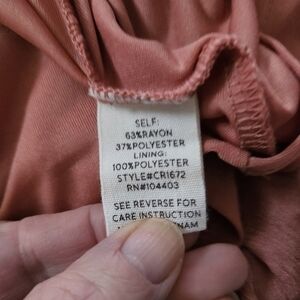 SELF:
63%RAYON
37%POLYESTER
LINING:
100%POLYESTER
STYLE#CR1672
RN#104403
SEE REVERSE FOR
CARE INSTRUCTION